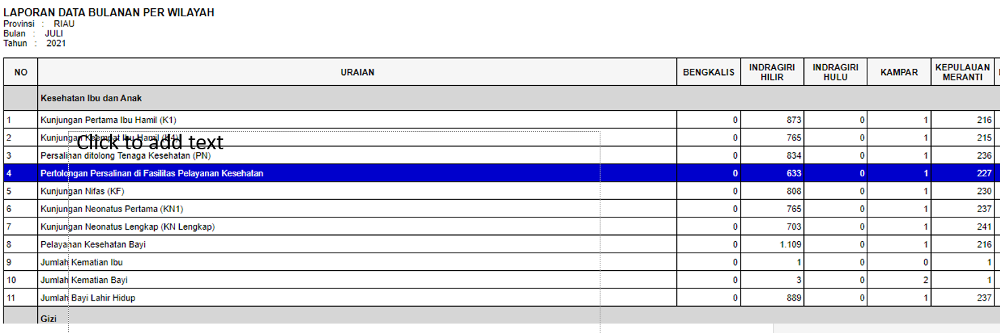 LAPORAN DATA BULANAN PER WILAYAH
Provinsi : RIAU
Bulan : JULI
Tahun : 2021
NO URAIAN BENGKALIS INDRAGIRI HILIR INDRAGIRI HULU KAMPAR KEPULAUAN MERANTI
Kesehatan Ibu dan Anak
1 Kunjungan Pertama Ibu Hamil (K1) 0 873 0 1 216
2 Kunjungan Keempat Ibu Hamil (K4) 0 765 0 1 215
Click to add text
3 Persalinan ditolong Tenaga Kesehatan (PN) 0 834 0 1 236
4 Pertolongan Persalinan di Fasilitas Pelayanan Kesehatan 0 633 0 1 227
5 Kunjungan Nifas (KF) 0 808 0 1 230
6 Kunjungan Neonatus Pertama (KN1) 0 765 0 1 237
7 Kunjungan Neonatus Lengkap (KN Lengkap) 0 703 0 1 241
8 Pelayanan Kesehatan Bayi 0 1.109 0 1 216
9 Jumlah Kematian Ibu 0 1 0 0 1
10 Jumlah Kematian Bayi 0 3 0 2 1
11 Jumlah Bayi Lahir Hidup 0 889 0 1 237
Gizi